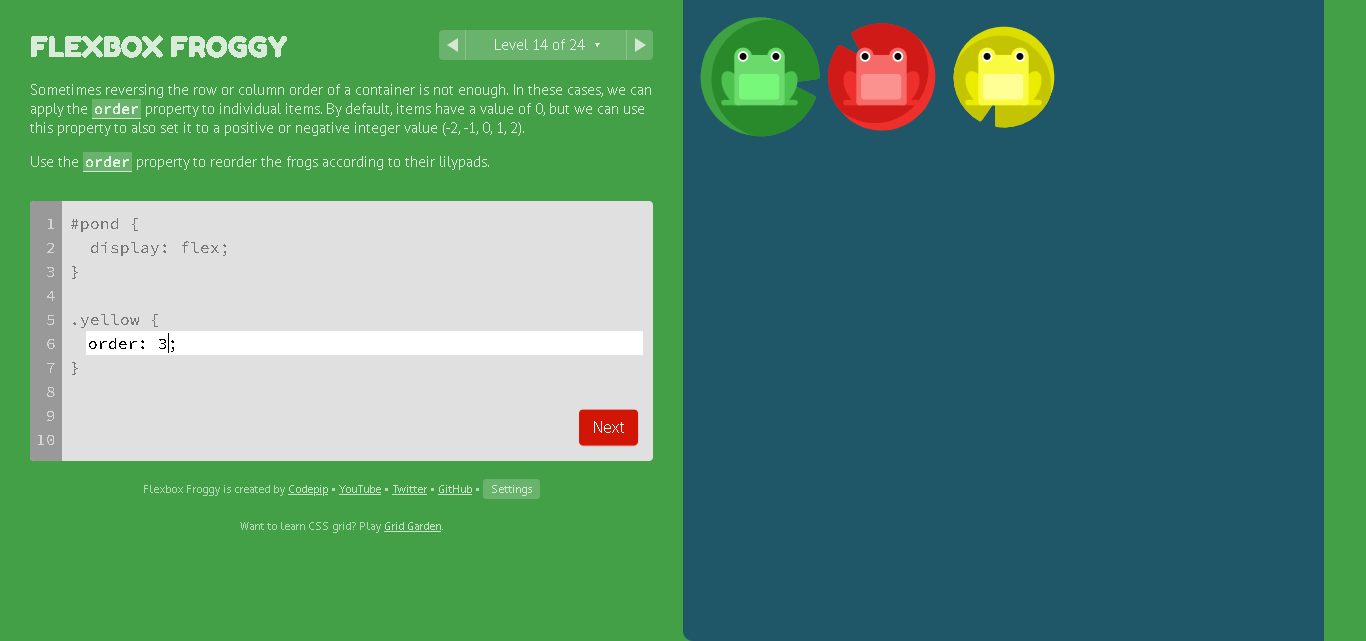 FLEXBOX FROGGY
Level 14 of 24
Sometimes reversing the row or column order of a container is not enough. In these cases, we can
apply the order property to individual items. By default, items have a value of 0, but we can use
this property to also set it to a positive or negative integer value (-2, -1, 0, 1, 2).
Use the order property to reorder the frogs according to their lilypads.
1 #pond {
2 display: flex;
3 }
4
5 .yellow {
6 order: 3;
7 }
8
9
10
Next
Flexbox Froggy is created by Codepip • YouTube • Twitter • GitHub • Settings
Want to learn CSS grid? Play Grid Garden.